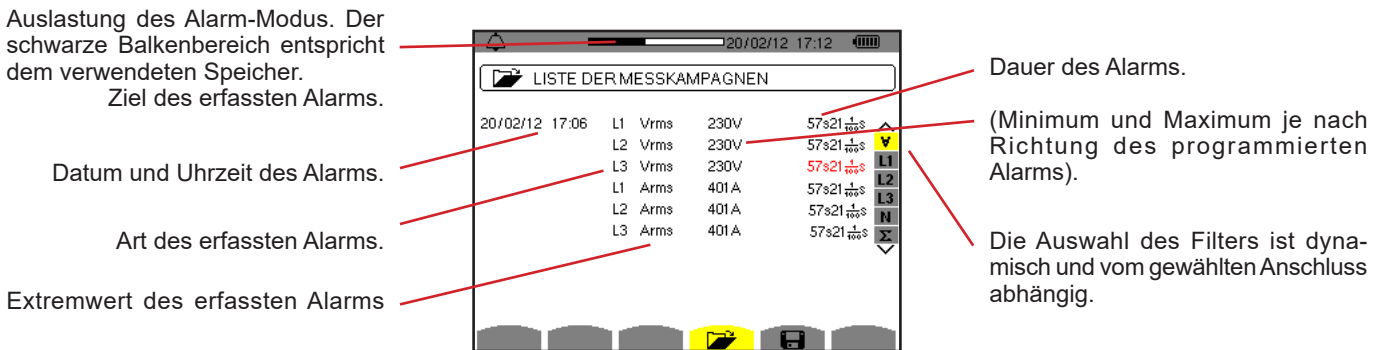 Auslastung des Alarm-Modus. Der
schwarze Balkenbereich entspricht
dem verwendeten Speicher.
Ziel des erfassten Alarms.
Datum und Uhrzeit des Alarms.
Art des erfassten Alarms.
Extremwert des erfassten Alarms
20/02/12 17:12
LISTE DER MESSKAMPAGNEN
20/02/12 17:06 L1 Vrms 230V 57s21 1/100 s
L2 Vrms 230V 57s21 1/100 s
L3 Vrms 230V 57s21 1/100 s
L1 Arms 401A 57s21 1/100 s
L2 Arms 401A 57s21 1/100 s
L3 Arms 401A 57s21 1/100 s
∀
L1
L2
L3
N
Σ
Dauer des Alarms.
(Minimum und Maximum je nach
Richtung des programmierten
Alarms).
Die Auswahl des Filters ist dyna-
misch und vom gewählten Anschluss
abhängig.